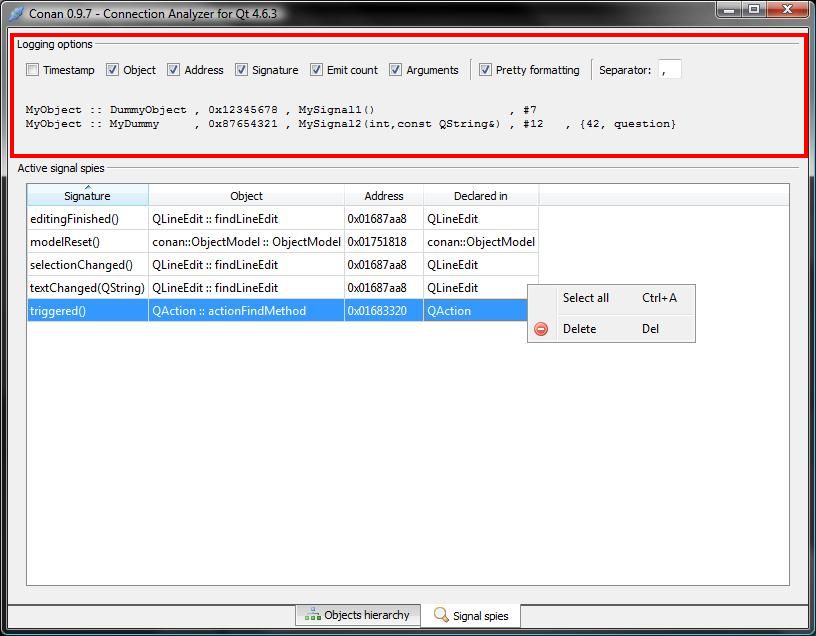 Conan 0.9.7 - Connection Analyzer for Qt 4.6.3
Logging options
Timestamp Object Address Signature Emit count Arguments Pretty formatting Separator: ,
MyObject :: DummyObject , 0x12345678 , MySignal1() , #7
MyObject :: MyDummy , 0x87654321 , MySignal2(int,const QString&) , #12 , {42, question}
Active signal spies
Signature Object Address Declared in
editingFinished() QLineEdit :: findLineEdit 0x01687aa8 QLineEdit
modelReset() conan::ObjectModel :: ObjectModel 0x01751818 conan::ObjectModel
selectionChanged() QLineEdit :: findLineEdit 0x01687aa8 QLineEdit
textChanged(QString) QLineEdit :: findLineEdit 0x01687aa8 QLineEdit
Select all Ctrl+A
triggered() QAction :: actionFindMethod 0x01683320 QAction
Delete Del
Objects hierarchy Signal spies